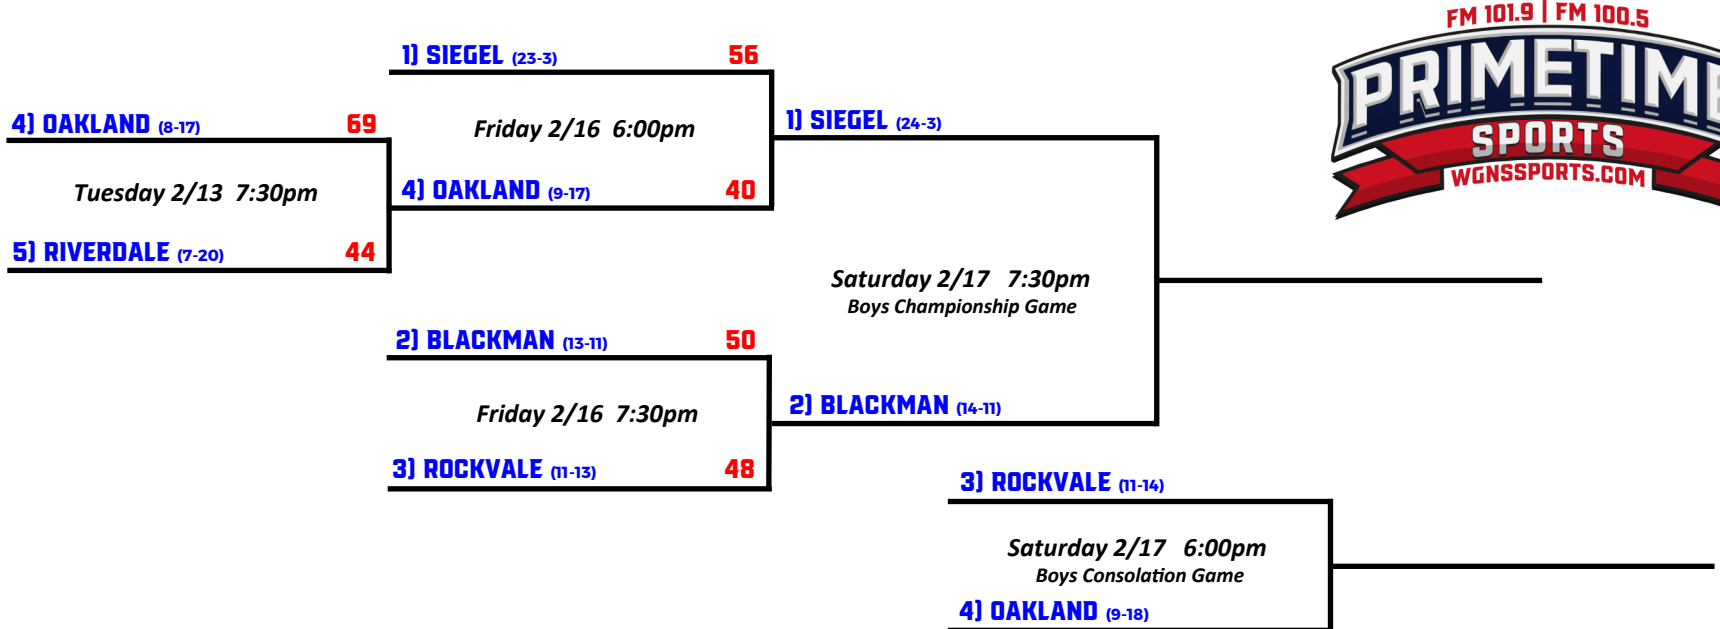 FM 101.9 | FM 100.5
PRIMETIME
SPORTS
WGNSSPORTS.COM
1) SIEGEL (23-3) 56
4) OAKLAND (8-17) 69
Friday 2/16 6:00pm
1) SIEGEL (24-3)
Tuesday 2/13 7:30pm
4) OAKLAND (9-17) 40
5) RIVERDALE (7-20) 44
Saturday 2/17 7:30pm
Boys Championship Game
2) BLACKMAN (13-11) 50
Friday 2/16 7:30pm
2) BLACKMAN (14-11)
3) ROCKVALE (11-13) 48
3) ROCKVALE (11-14)
Saturday 2/17 6:00pm
Boys Consolation Game
4) OAKLAND (9-18)